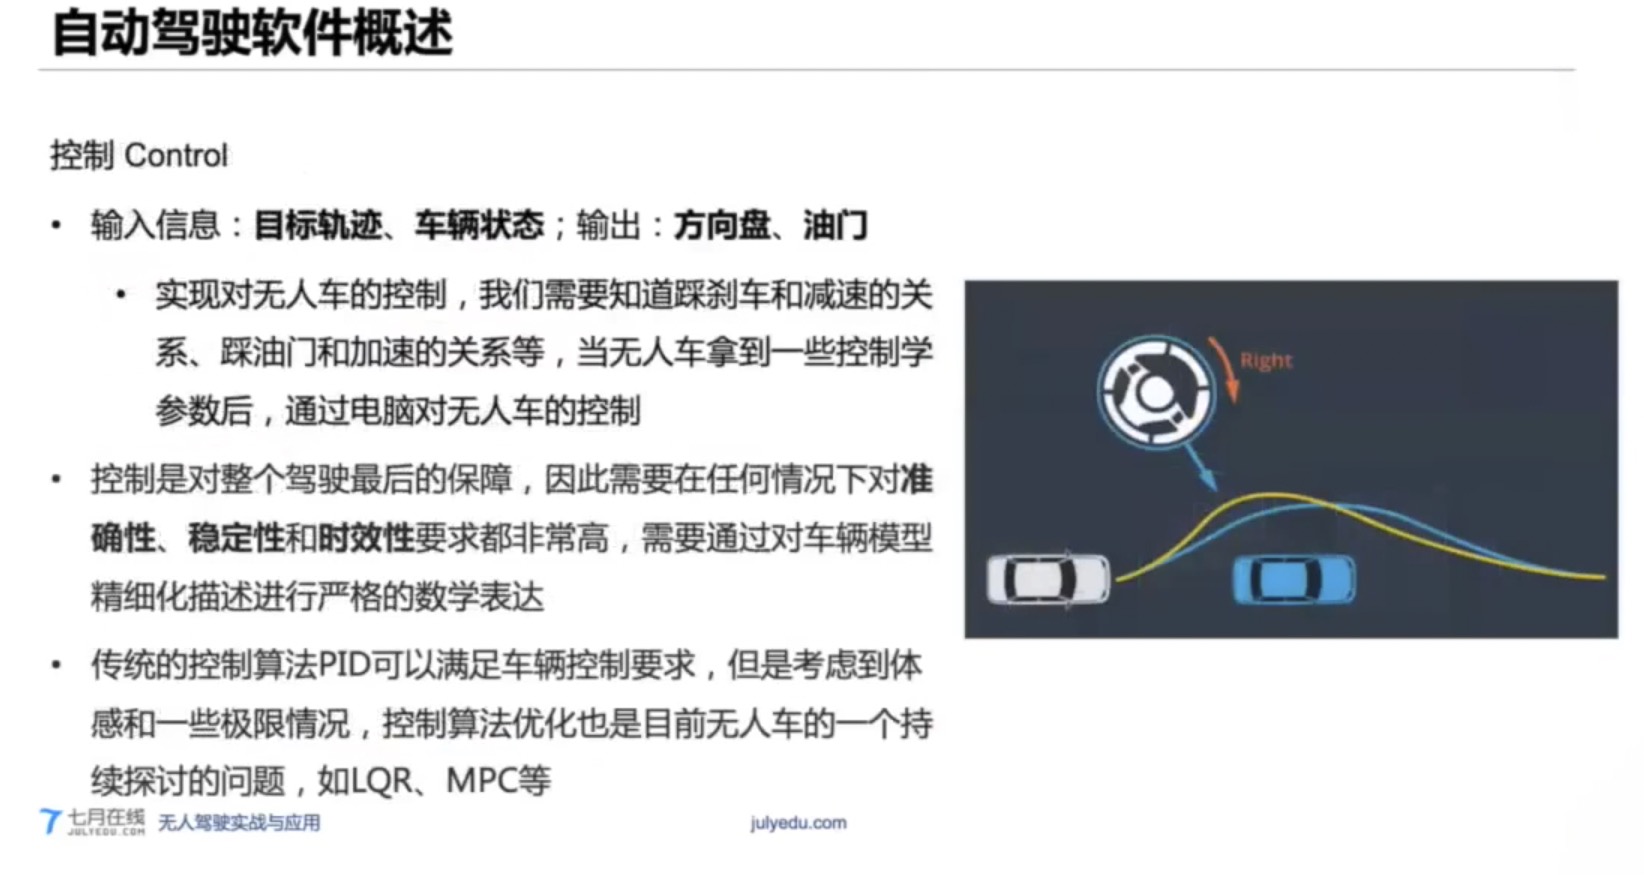 自动驾驶软件概述
控制 Control
• 输入信息：目标轨迹、车辆状态；输出：方向盘、油门
• 实现对无人车的控制，我们需要知道踩刹车和减速的关
系、踩油门和加速的关系等，当无人车拿到一些控制学
参数后，通过电脑对无人车的控制
• 控制是对整个驾驶最后的保障，因此需要在任何情况下对准
确性、稳定性和时效性要求都非常高，需要通过对车辆模型
精细化描述进行严格的数学表达
• 传统的控制算法PID可以满足车辆控制要求，但是考虑到体
感和一些极限情况，控制算法优化也是目前无人车的一个持
续探讨的问题，如LQR、MPC等
Right
七月在线
JULYEDU.COM
无人驾驶实战与应用
julyedu.com